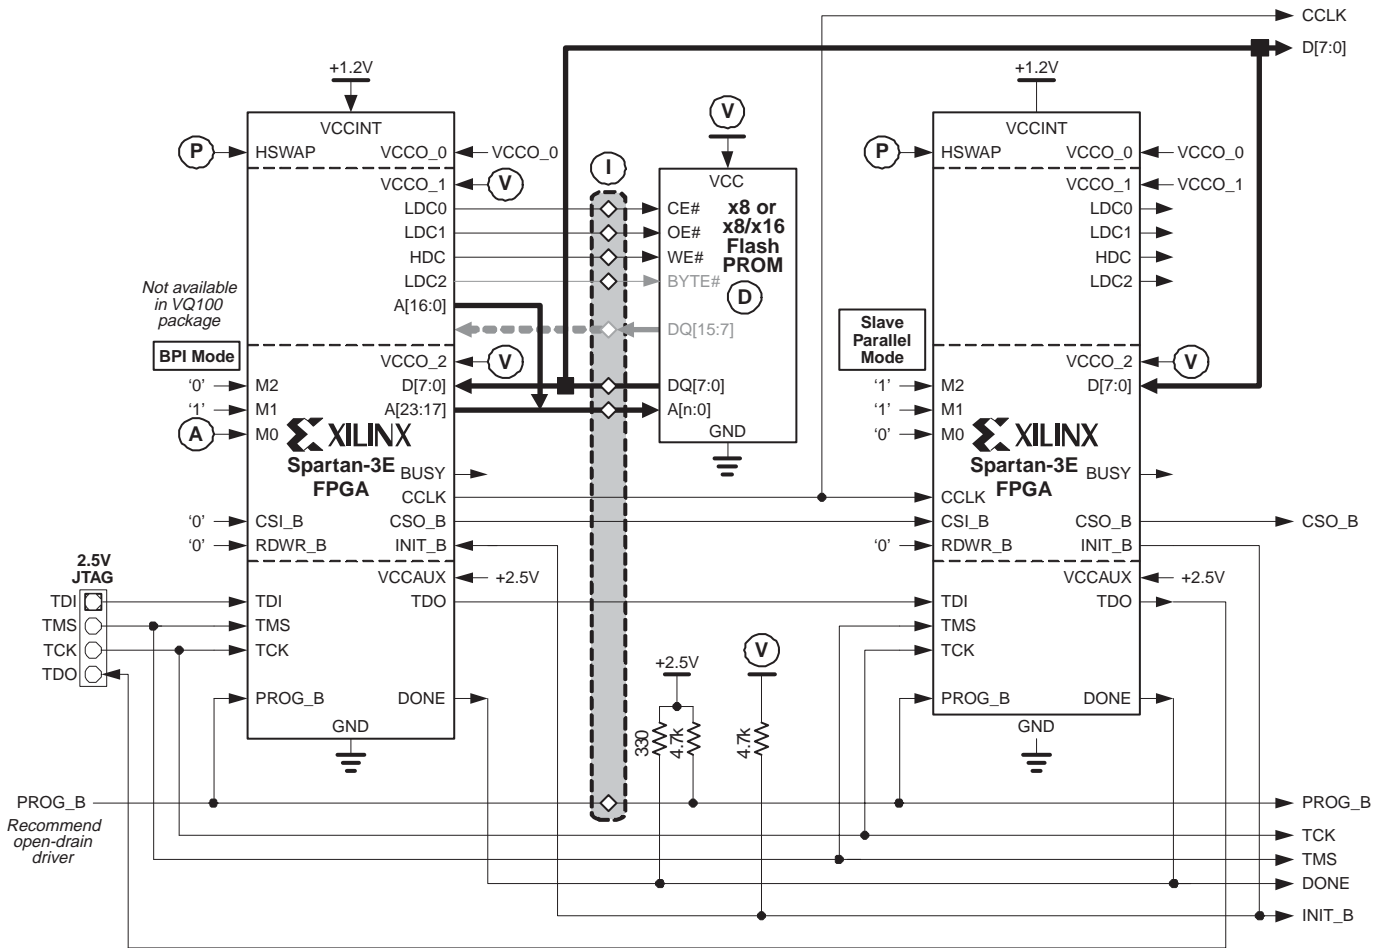 CCLK
D[7:0]
+1.2V
VCCINT
P
HSWAP
VCCO_0
VCCO_0
VCCO_1
V
LDC0
LDC1
HDC
LDC2
A[16:0]
Not available
in VQ100
package
BPI Mode
VCCO_2
V
'0'
M2
D[7:0]
'1'
M1
A[23:17]
A
M0
XILINX
Spartan-3E
FPGA
BUSY
CCLK
'0'
CSI_B
CSO_B
'0'
RDWR_B
INIT_B
2.5V
JTAG
VCCAUX
+2.5V
TDI
TDI
TDO
TMS
TMS
TCK
TCK
TDO
PROG_B
DONE
GND
I
V
VCC
x8 or
x8/x16
Flash
PROM
D
CE#
OE#
WE#
BYTE#
DQ[15:7]
DQ[7:0]
A[n:0]
GND
+2.5V
V
330
4.7k
4.7k
+1.2V
VCCINT
P
HSWAP
VCCO_0
VCCO_0
VCCO_1
VCCO_1
LDC0
LDC1
HDC
LDC2
Slave
Parallel
Mode
VCCO_2
V
'1'
M2
D[7:0]
'1'
M1
'0'
M0
XILINX
Spartan-3E
FPGA
BUSY
CCLK
CSI_B
CSO_B
CSO_B
'0'
RDWR_B
INIT_B
VCCAUX
+2.5V
TDI
TDO
TMS
TCK
PROG_B
DONE
GND
PROG_B
Recommend
open-drain
driver
PROG_B
TCK
TMS
DONE
INIT_B